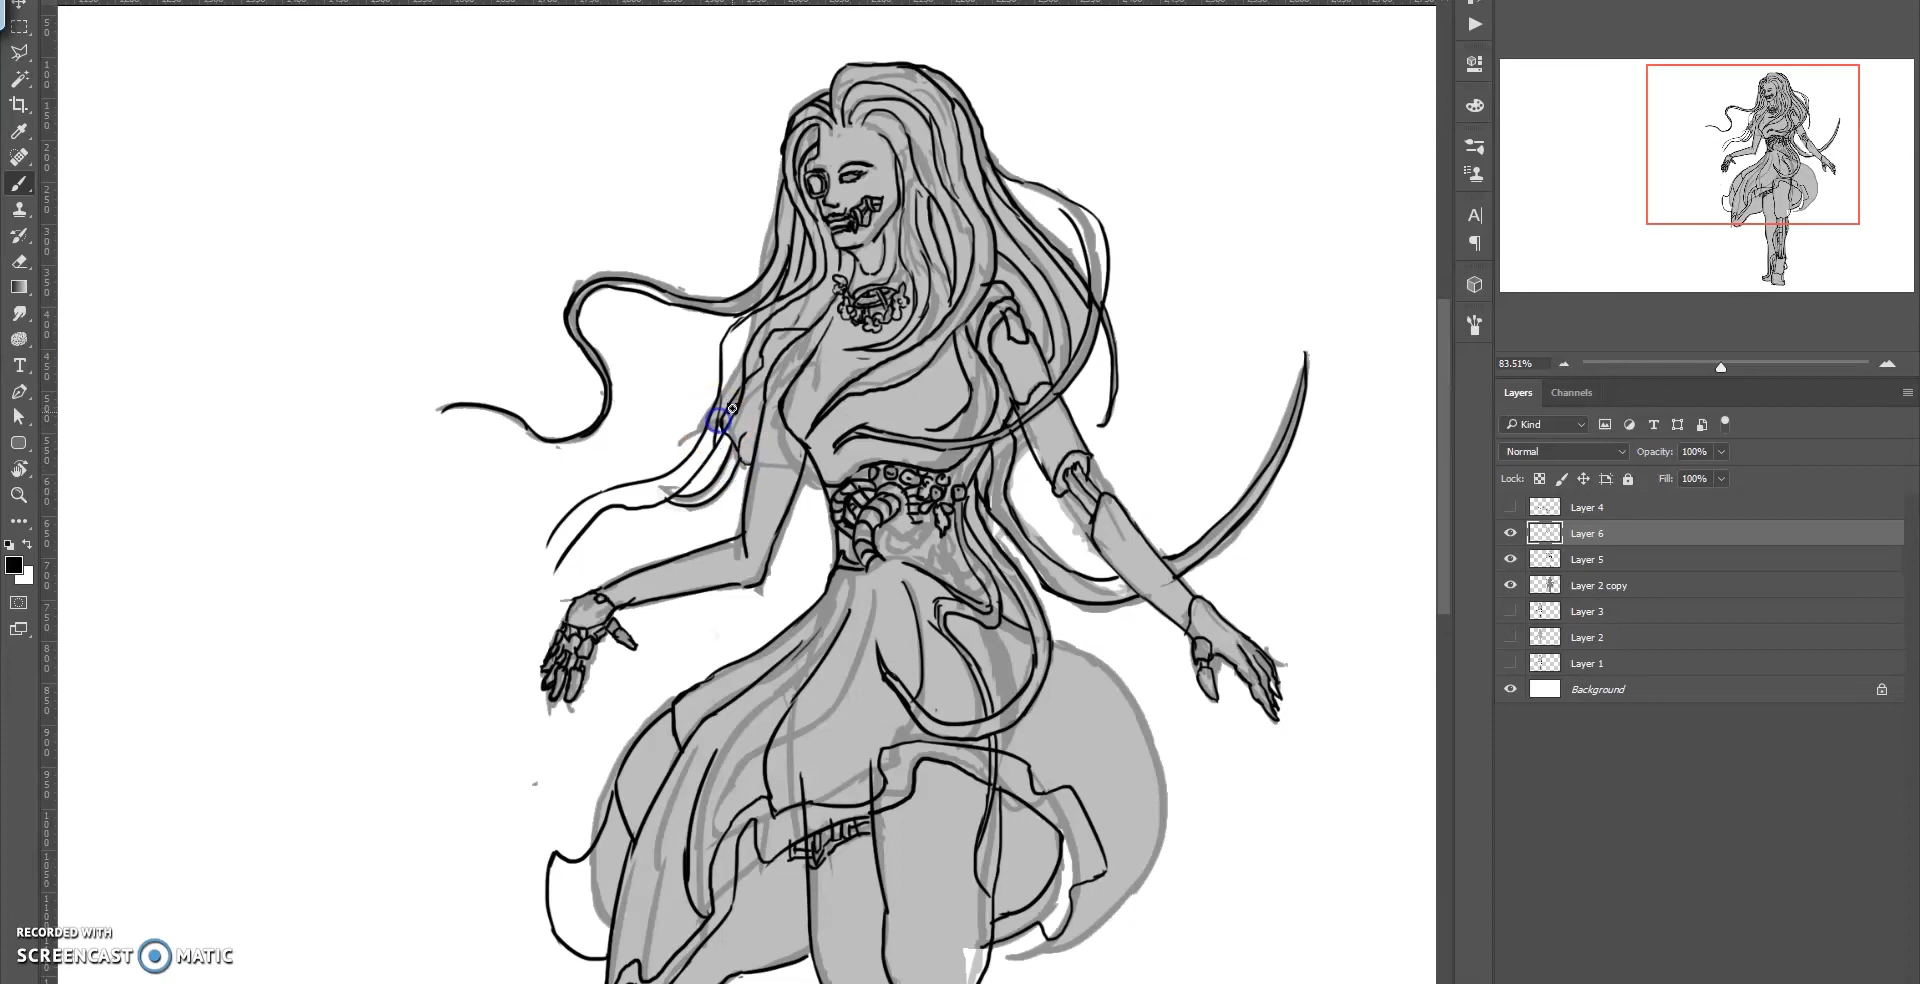 83.51%
Layers Channels
Kind
Normal Opacity: 100%
Lock: Fill: 100%
Layer 4
Layer 6
Layer 5
Layer 2 copy
Layer 3
Layer 2
Layer 1
Background
RECORDED WITH
SCREENCAST MATIC